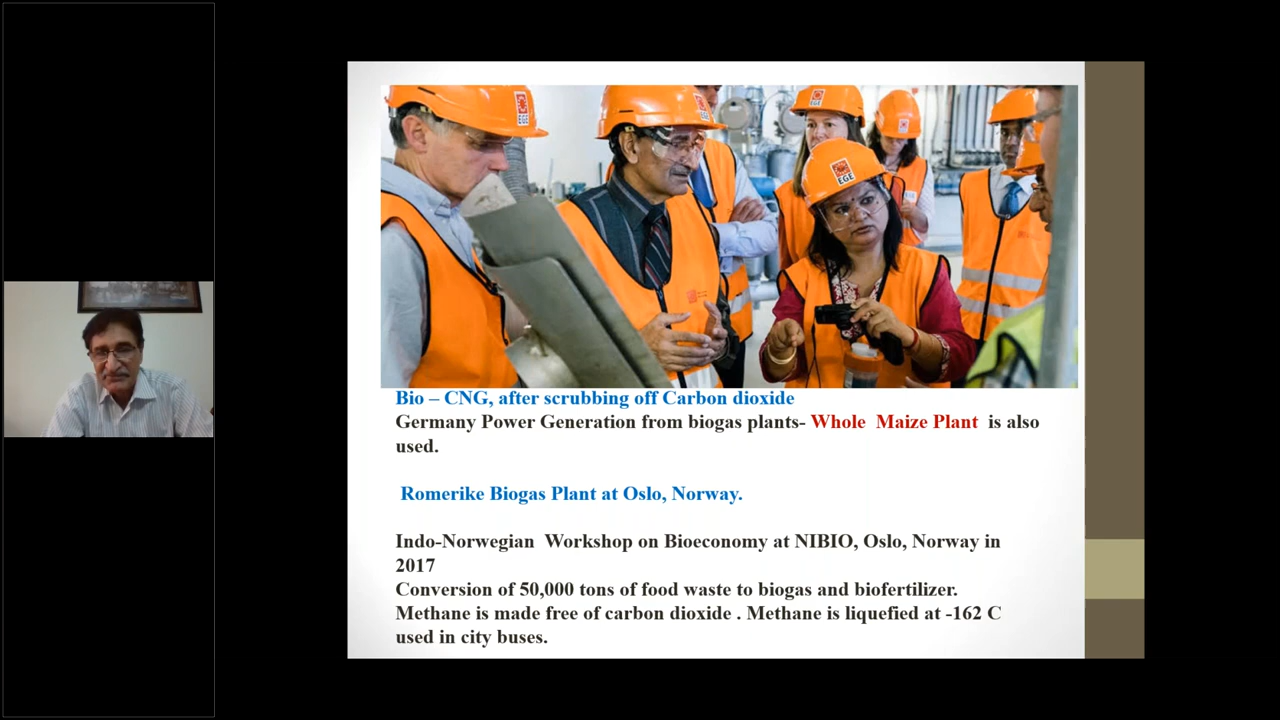 EGE
EGE
Bio – CNG, after scrubbing off Carbon dioxide
Germany Power Generation from biogas plants- Whole Maize Plant is also
used.
Romerike Biogas Plant at Oslo, Norway.
Indo-Norwegian Workshop on Bioeconomy at NIBIO, Oslo, Norway in
2017
Conversion of 50,000 tons of food waste to biogas and biofertilizer.
Methane is made free of carbon dioxide . Methane is liquefied at -162 C
used in city buses.